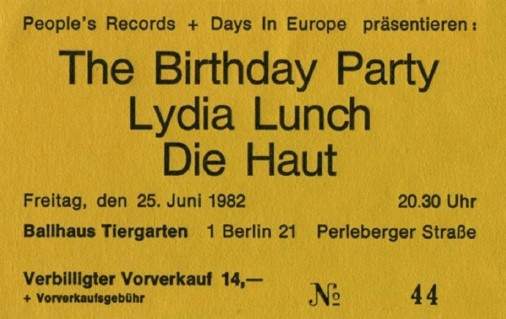 People's Records + Days In Europe präsentieren:
The Birthday Party
Lydia Lunch
Die Haut
Freitag, den 25. Juni 1982 20.30 Uhr
Ballhaus Tiergarten 1 Berlin 21 Perleberger Straße
Verbilligter Vorverkauf 14,—
+ Vorverkaufsgebühr № 44